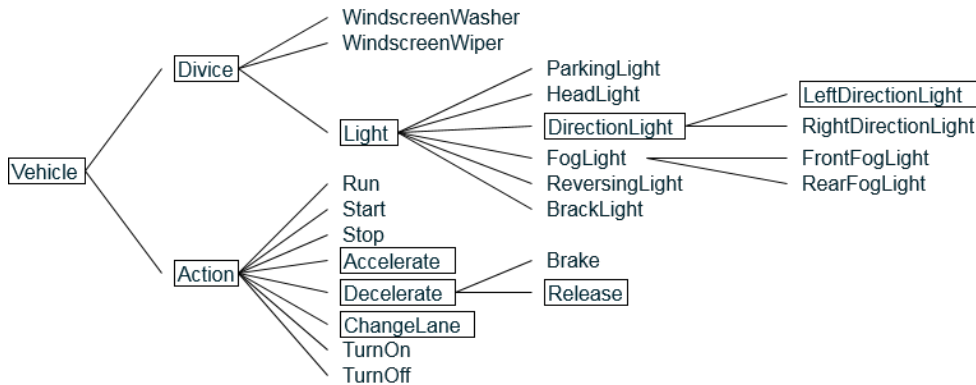 Vehicle
Divice
WindscreenWasher
WindscreenWiper
Light
ParkingLight
HeadLight
DirectionLight
LeftDirectionLight
RightDirectionLight
FogLight
FrontFogLight
RearFogLight
ReversingLight
BrackLight
Action
Run
Start
Stop
Accelerate
Decelerate
Brake
Release
ChangeLane
TurnOn
TurnOff